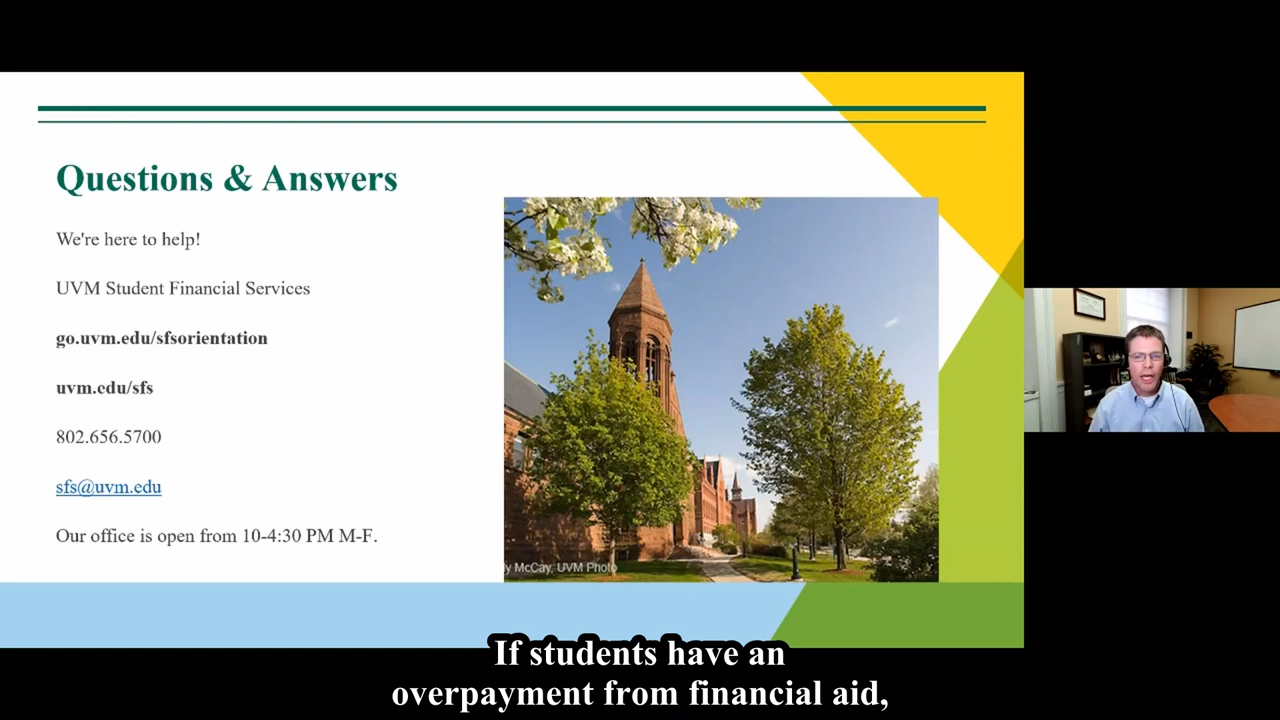 Questions & Answers
We're here to help!
UVM Student Financial Services
go.uvm.edu/sfsorientation
uvm.edu/sfs
802.656.5700
sfs@uvm.edu
Our office is open from 10-4:30 PM M-F.
McCay, UVM Photo
If students have an
overpayment from financial aid,